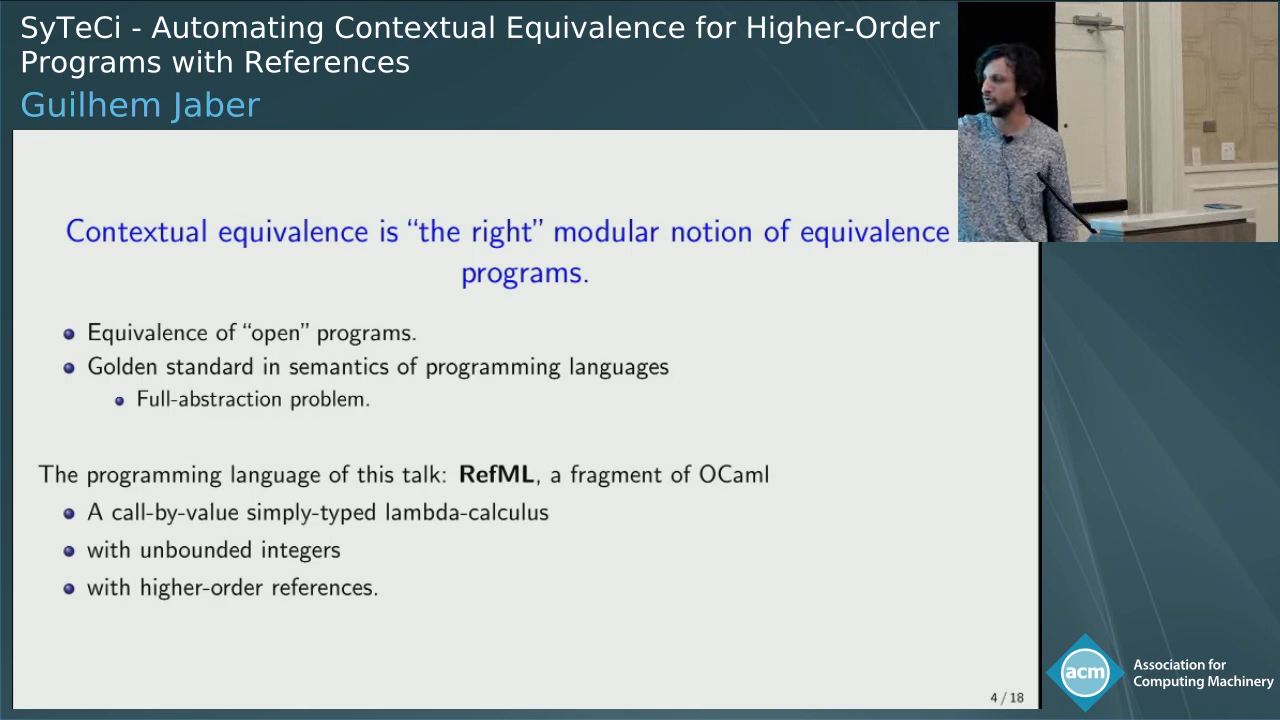 SyTeCi - Automating Contextual Equivalence for Higher-Order
Programs with References
Guilhem Jaber
Contextual equivalence is “the right” modular notion of equivalence
programs.
Equivalence of “open” programs.
Golden standard in semantics of programming languages
Full-abstraction problem.
The programming language of this talk: RefML, a fragment of OCaml
A call-by-value simply-typed lambda-calculus
with unbounded integers
with higher-order references.
4 / 18
acm
Association for
Computing Machinery